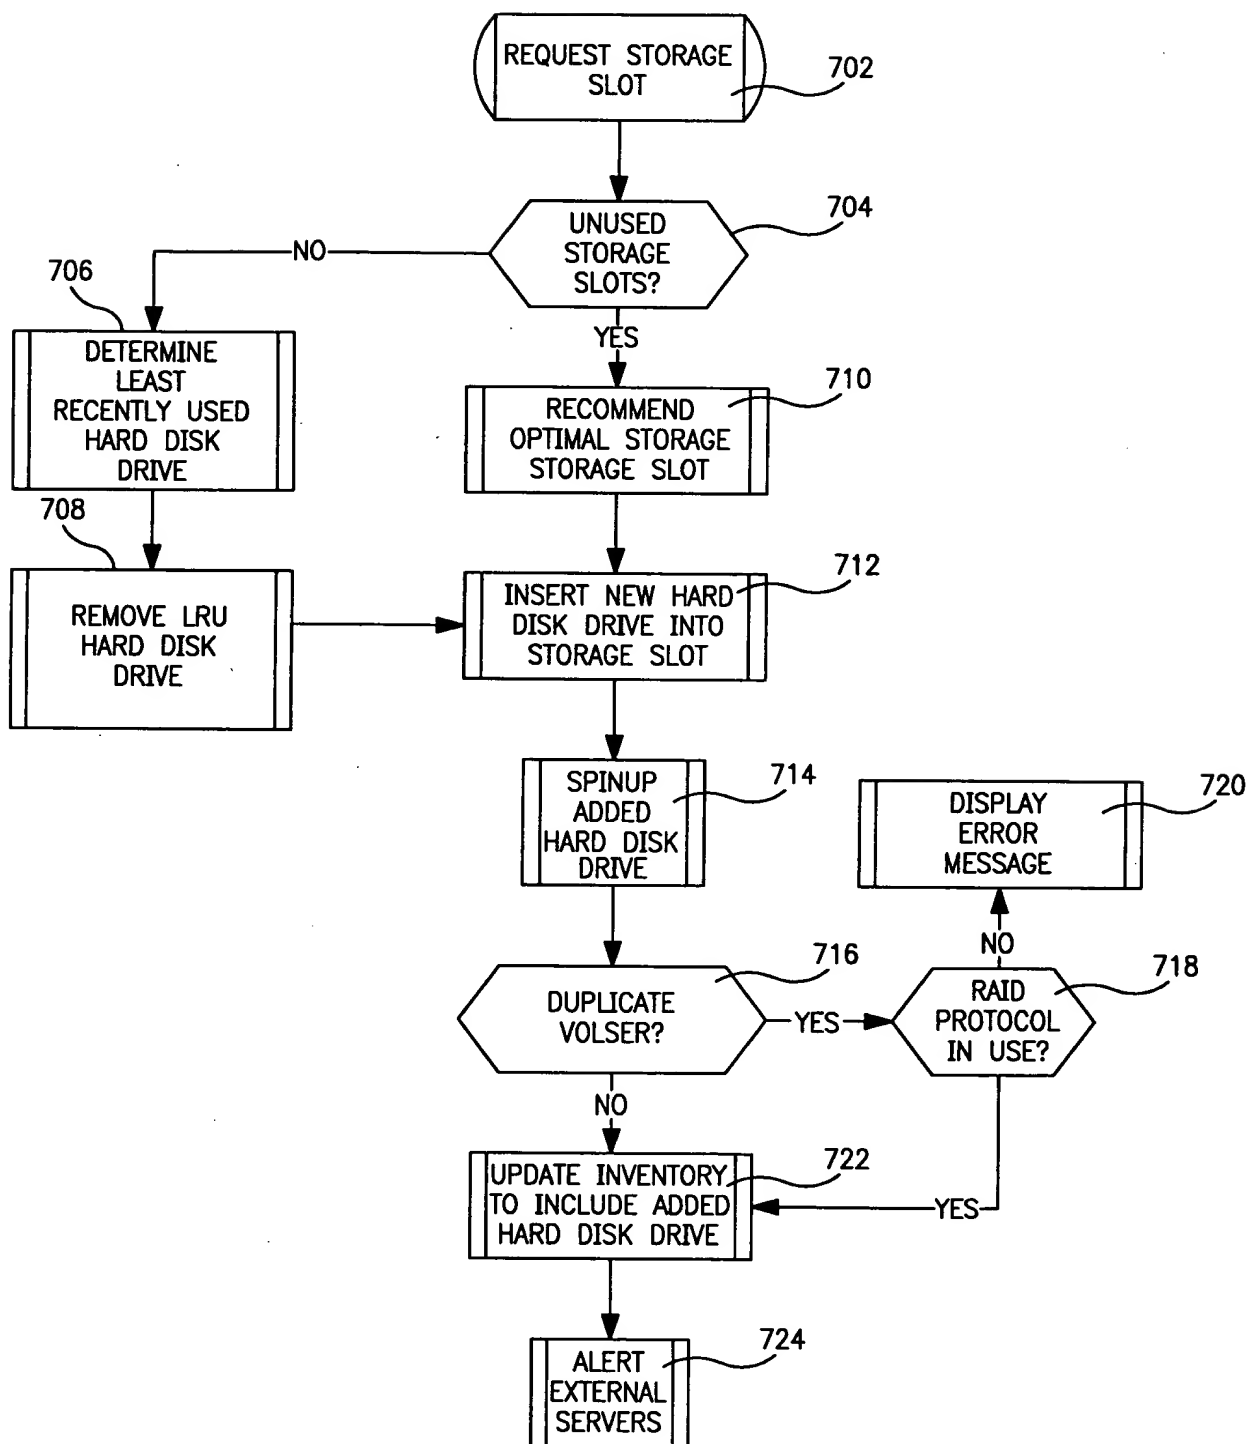 REQUEST STORAGE
SLOT
702
UNUSED
STORAGE
SLOTS?
704
NO
YES
706
DETERMINE
LEAST
RECENTLY USED
HARD DISK
DRIVE
710
RECOMMEND
OPTIMAL STORAGE
STORAGE SLOT
708
REMOVE LRU
HARD DISK
DRIVE
712
INSERT NEW HARD
DISK DRIVE INTO
STORAGE SLOT
714
SPINUP
ADDED
HARD DISK
DRIVE
720
DISPLAY
ERROR
MESSAGE
NO
716
DUPLICATE
VOLSER?
YES
718
RAID
PROTOCOL
IN USE?
NO
722
UPDATE INVENTORY
TO INCLUDE ADDED
HARD DISK DRIVE
YES
724
ALERT
EXTERNAL
SERVERS